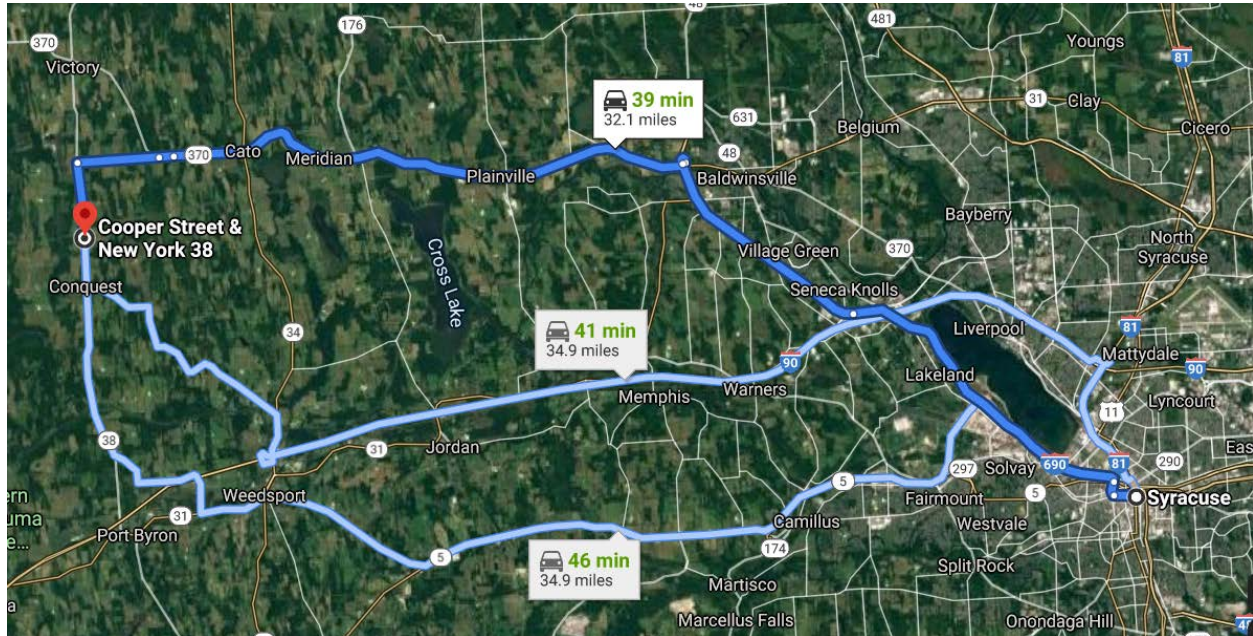 48
481
370
176
Youngs
81
Victory
39 min
32.1 miles
31
Clay
631
Belgium
Cicero
370
Cato
Meridian
48
Plainville
Baldwinsville
Cooper Street &
New York 38
Bayberry
North
Syracuse
Cross Lake
Village Green
370
Conquest
Seneca Knolls
34
41 min
34.9 miles
Liverpool
81
Mattydale
90
90
Warners
Lakeland
Memphis
Lyncourt
11
38
31
Jordan
81
290
Eas
297
Solvay
690
ern
uma
e...
Weedsport
5
Fairmount
5
Syracuse
31
Port Byron
Camillus
Westvale
174
5
46 min
34.9 miles
Split Rock
Martisco
a
Marcellus Falls
Onondaga Hill